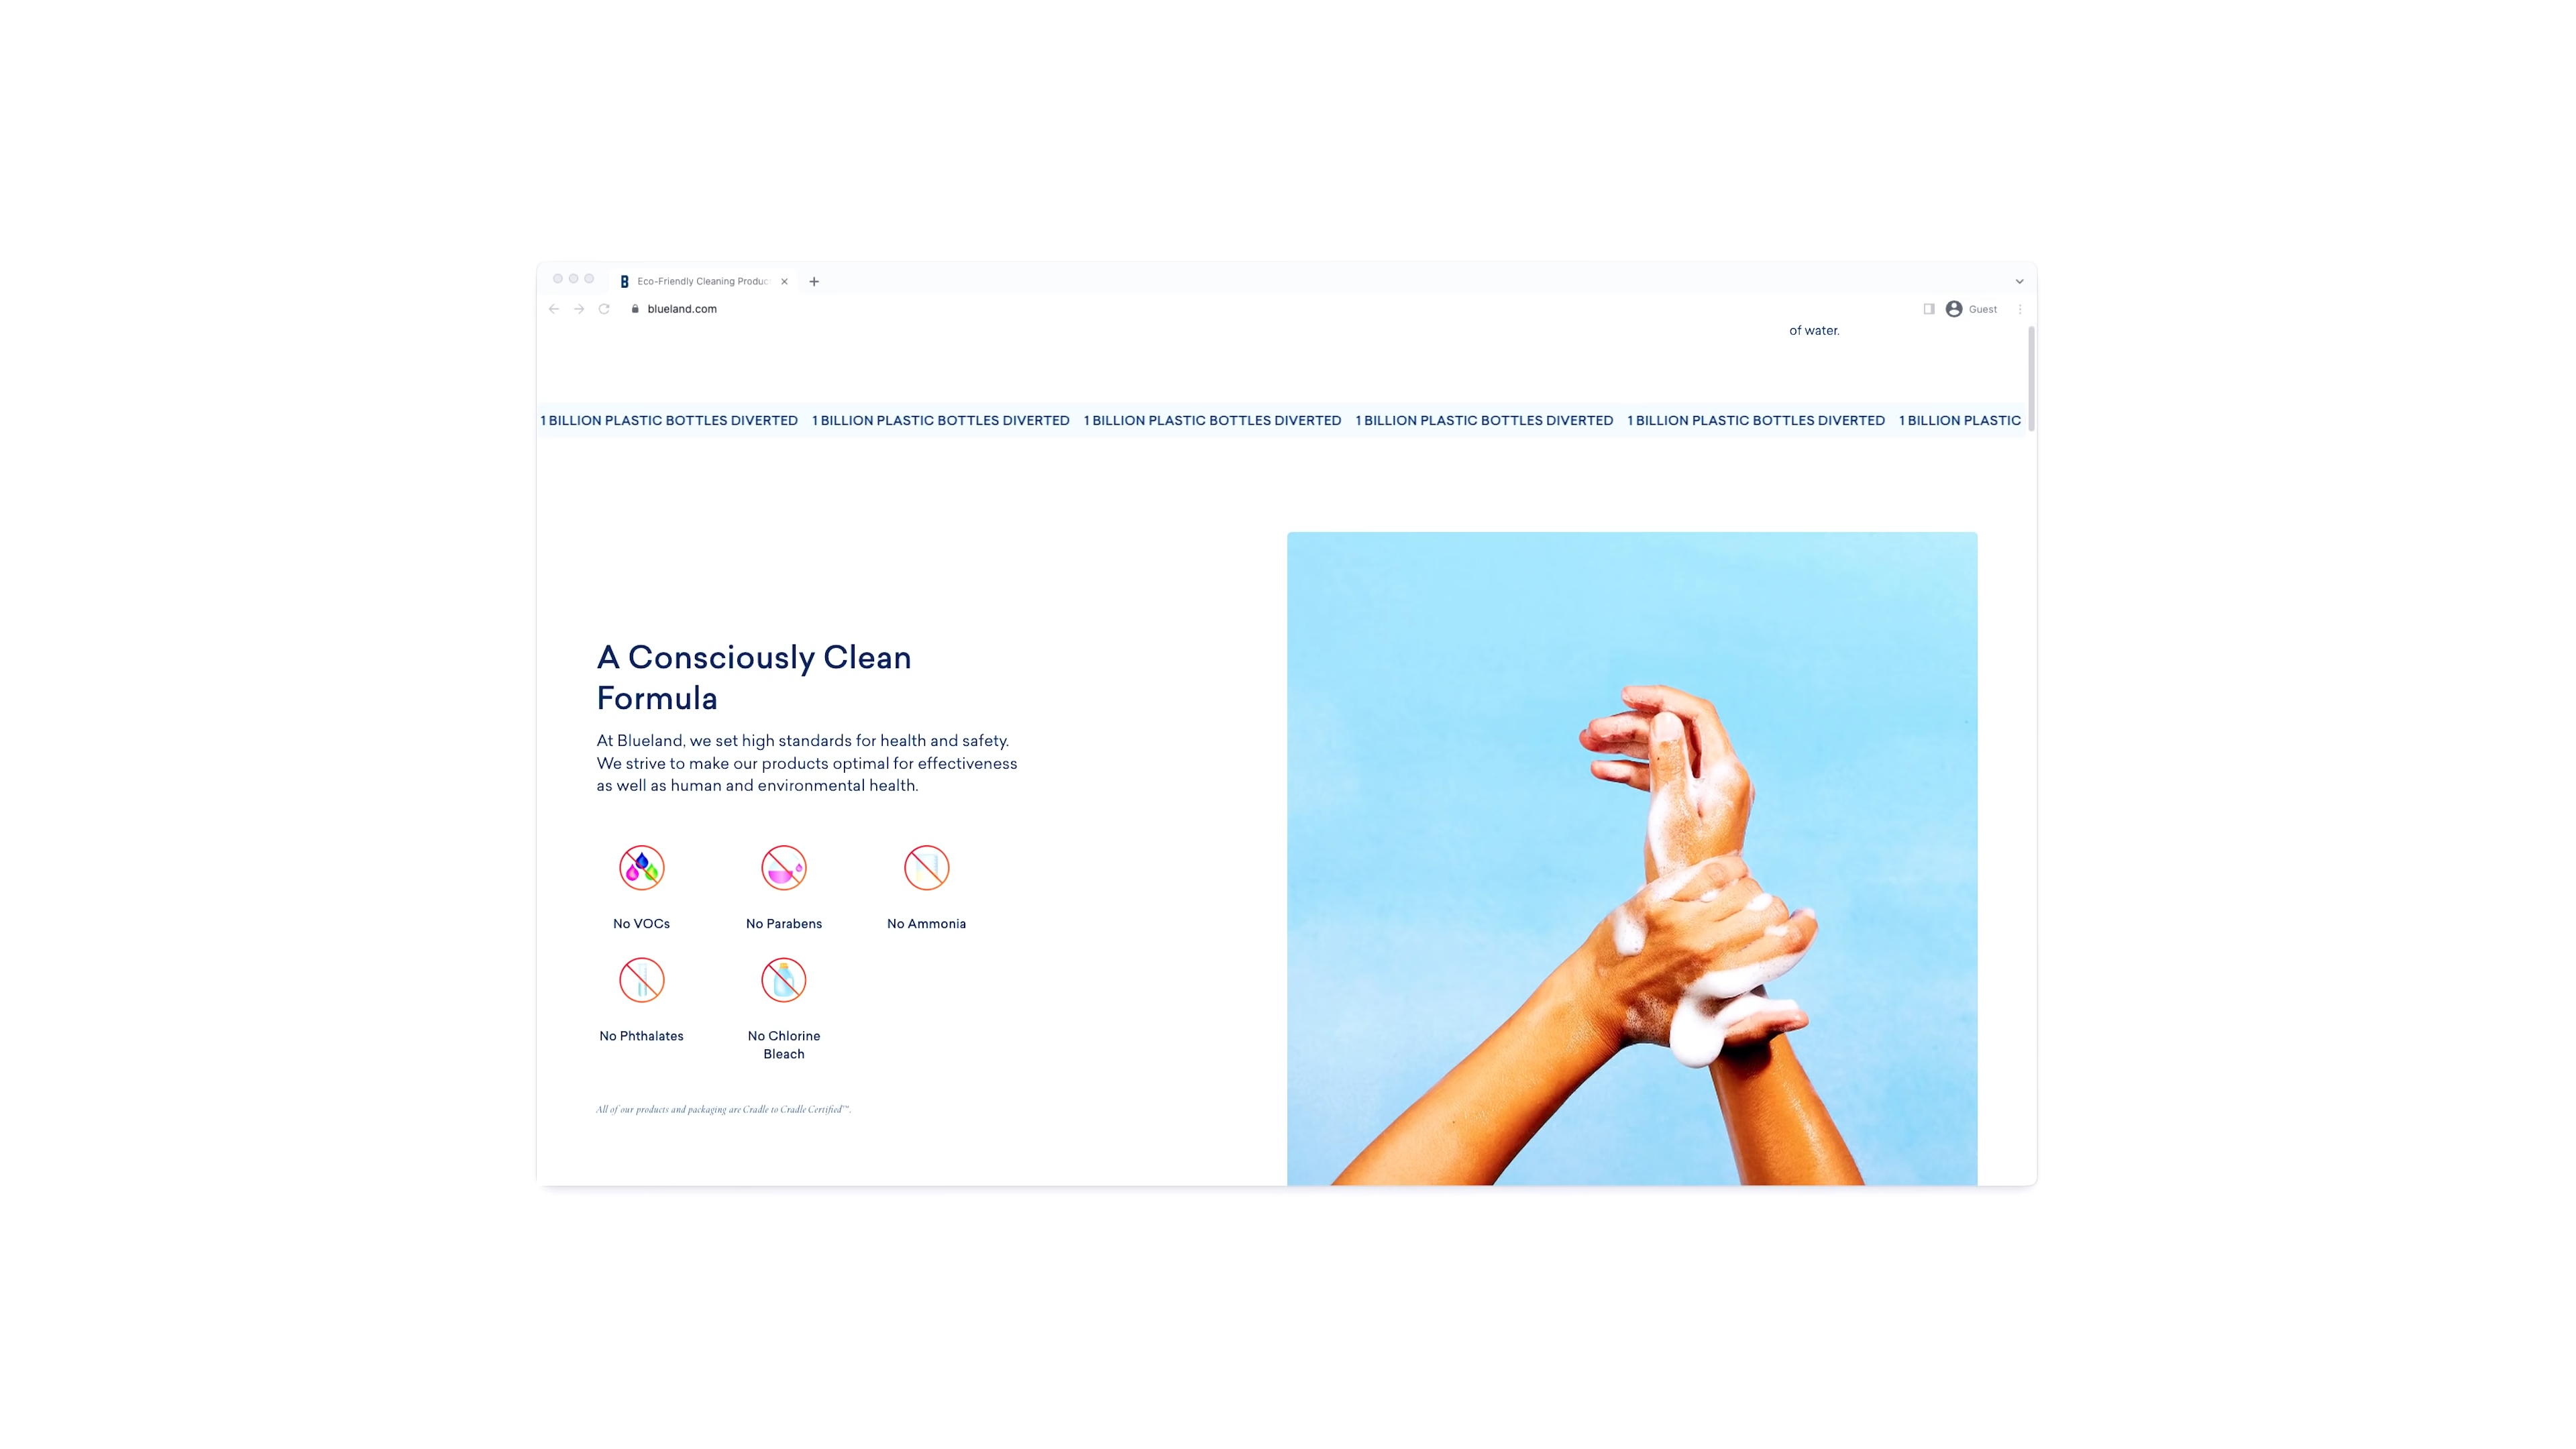 B Eco-Friendly Cleaning Produc
blueland.com
Guest
of water.
1 BILLION PLASTIC BOTTLES DIVERTED 1 BILLION PLASTIC BOTTLES DIVERTED 1 BILLION PLASTIC BOTTLES DIVERTED 1 BILLION PLASTIC BOTTLES DIVERTED 1 BILLION PLASTIC BOTTLES DIVERTED 1 BILLION PLASTIC
A Consciously Clean
Formula
At Blueland, we set high standards for health and safety.
We strive to make our products optimal for effectiveness
as well as human and environmental health.
No VOCs
No Parabens
No Ammonia
No Phthalates
No Chlorine
Bleach
All of our products and packaging are Cradle to Cradle Certified™.